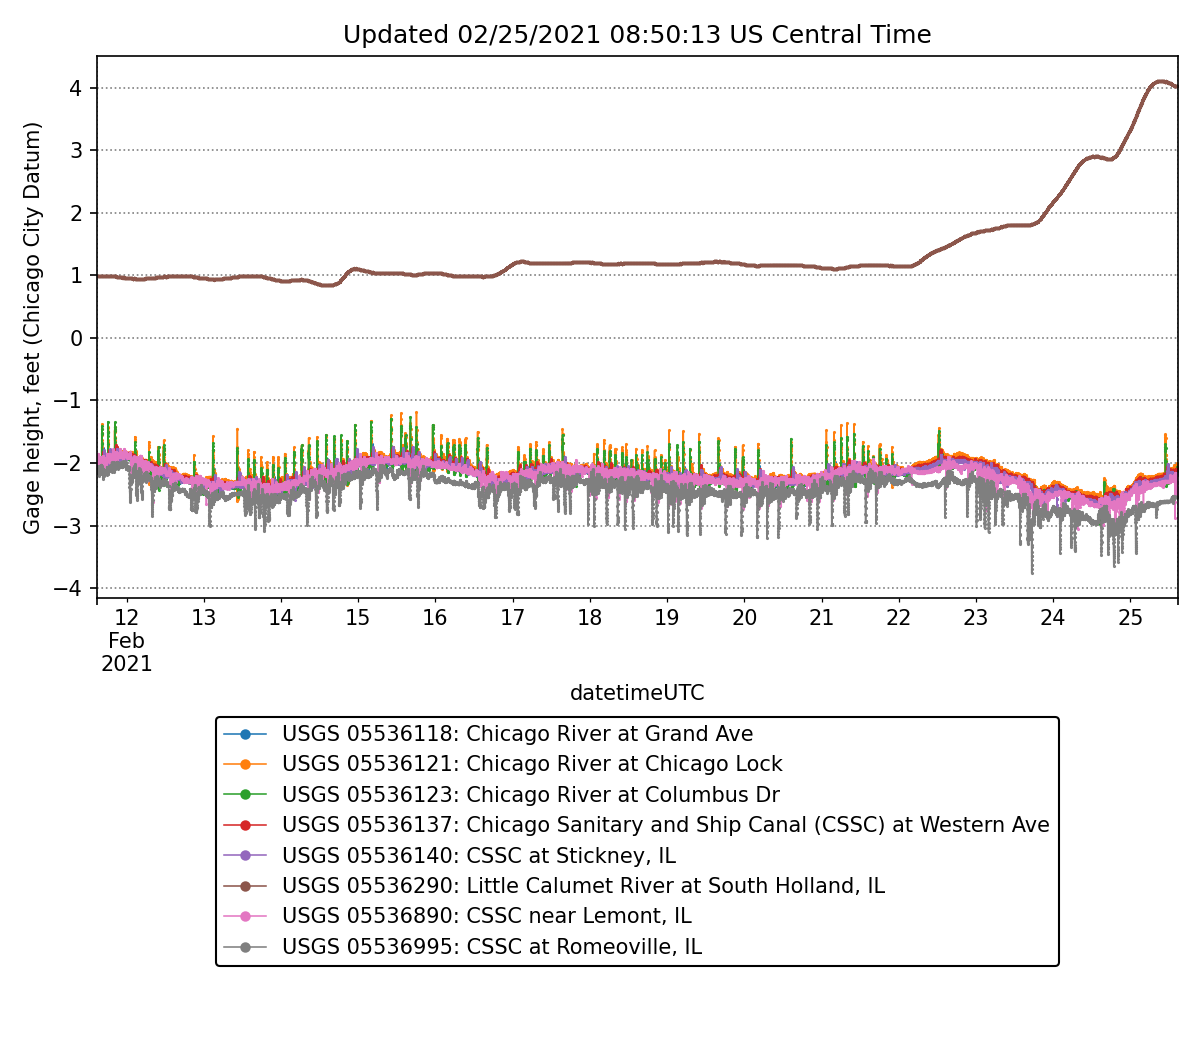 Updated 02/25/2021 08:50:13 US Central Time
Gage height, feet (Chicago City Datum)
4
3
2
1
0
−1
−2
−3
−4
12 13 14 15 16 17 18 19 20 21 22 23 24 25
Feb
2021
datetimeUTC
USGS 05536118: Chicago River at Grand Ave
USGS 05536121: Chicago River at Chicago Lock
USGS 05536123: Chicago River at Columbus Dr
USGS 05536137: Chicago Sanitary and Ship Canal (CSSC) at Western Ave
USGS 05536140: CSSC at Stickney, IL
USGS 05536290: Little Calumet River at South Holland, IL
USGS 05536890: CSSC near Lemont, IL
USGS 05536995: CSSC at Romeoville, IL